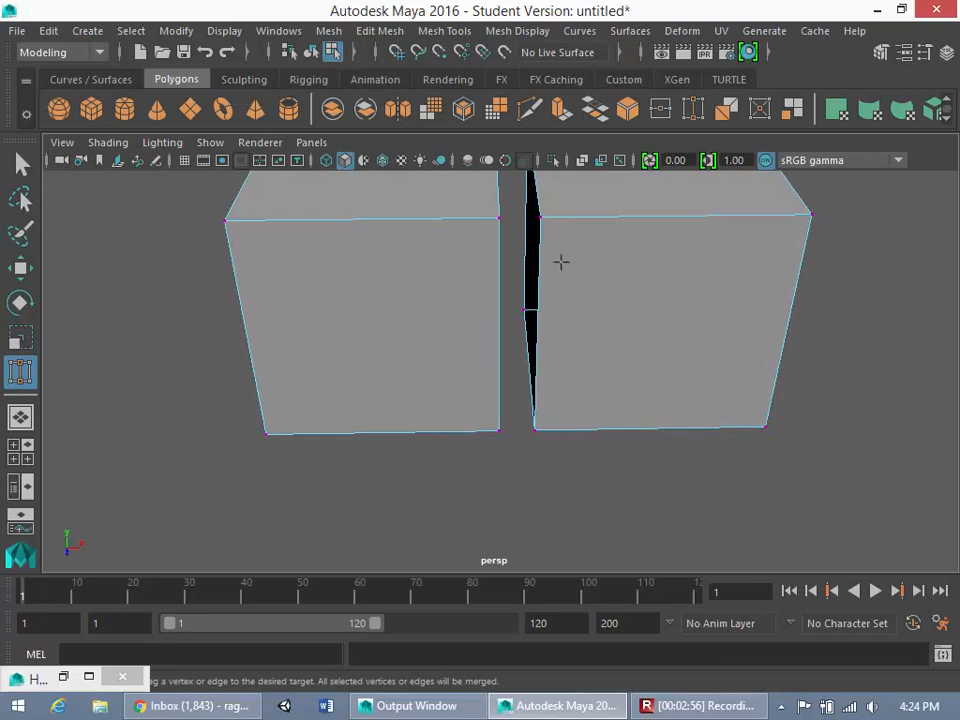 Autodesk Maya 2016 - Student Version: untitled*
File Edit Create Select Modify Display Windows Mesh Edit Mesh Mesh Tools Mesh Display Curves Surfaces Deform UV Generate Cache Help
Modeling No Live Surface
Curves / Surfaces Polygons Sculpting Rigging Animation Rendering FX FX Caching Custom XGen TURTLE
View Shading Lighting Show Renderer Panels
0.00 1.00 sRGB gamma
y
persp
10 20 30 40 50 60 70 80 90 100 110 12
1 1
1 1 1 120 120 200 No Anim Layer No Character Set
MEL
H... ag a vertex or edge to the desired target. All selected vertices or edges will be merged.
Inbox (1,843) - rag... Output Window Autodesk Maya 20... [00:02:56] Recordi... 4:24 PM